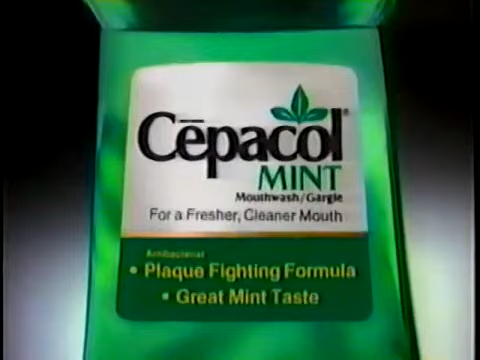 Cēpacol®
MINT
Mouthwash/Gargle
For a Fresher, Cleaner Mouth
Antibacterial
• Plaque Fighting Formula
• Great Mint Taste